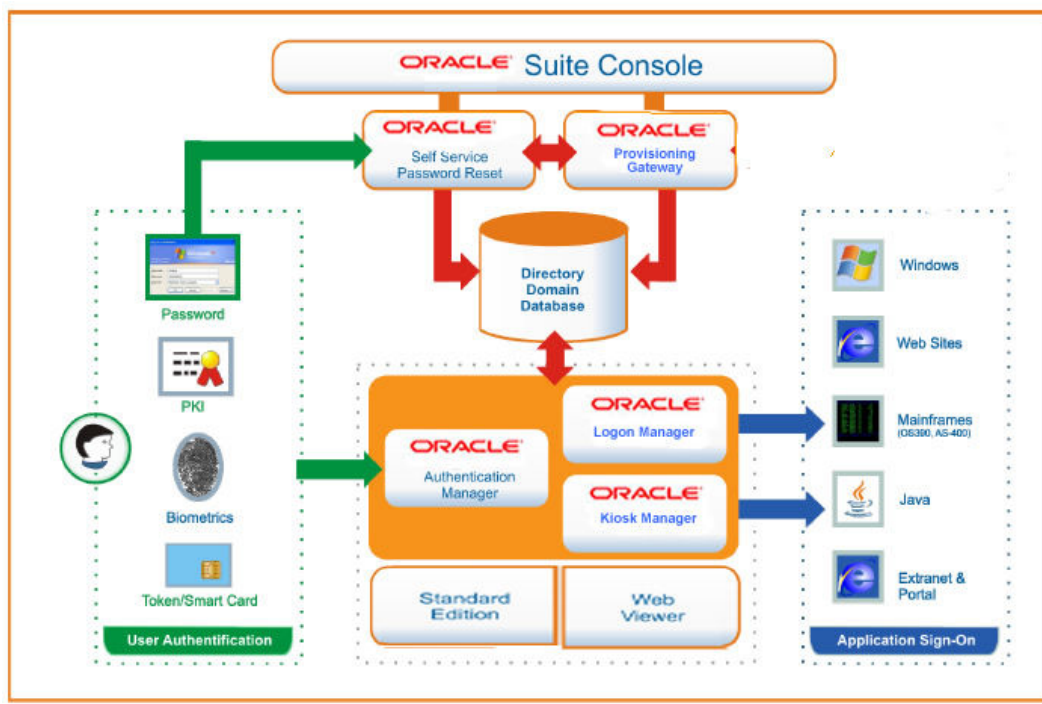 ORACLE Suite Console
ORACLE
Self Service
Password Reset
ORACLE
Provisioning
Gateway
Directory
Domain
Database
Password
PKI
Biometrics
Token/Smart Card
User Authentification
ORACLE
Authentication
Manager
ORACLE
Logon Manager
ORACLE
Kiosk Manager
Standard
Edition
Web
Viewer
Windows
Web Sites
Mainframes
(OS390, AS-400)
Java
Extranet &
Portal
Application Sign-On